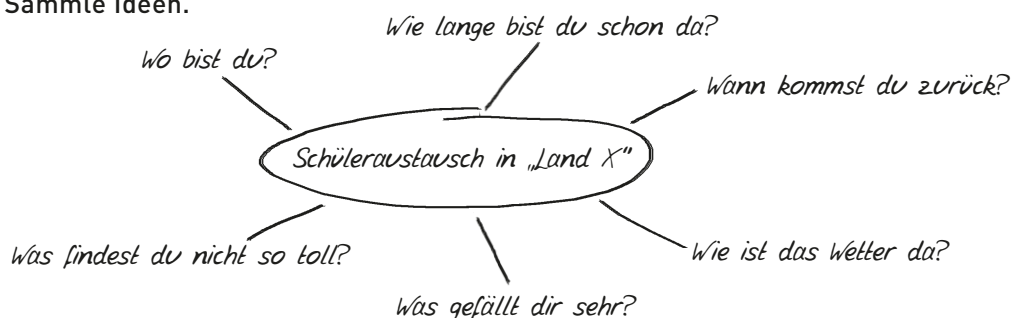 Sammle Ideen.
Wie lange bist du schon da?
Wo bist du?
Wann kommst du zurück?
Schüleraustausch in „Land X"
Was findest du nicht so toll?
Wie ist das Wetter da?
Was gefällt dir sehr?